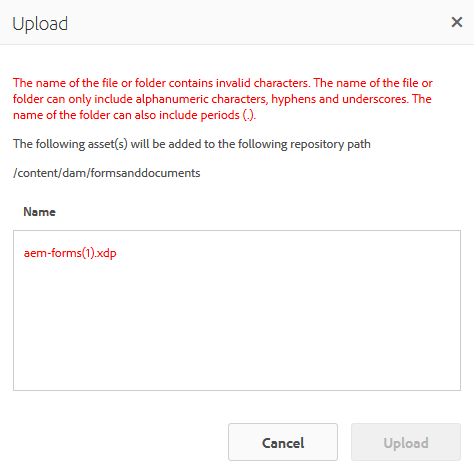 Upload
The name of the file or folder contains invalid characters. The name of the file or
folder can only include alphanumeric characters, hyphens and underscores. The
name of the folder can also include periods (.).
The following asset(s) will be added to the following repository path
/content/dam/formsanddocuments
Name
aem-forms(1).xdp
Cancel
Upload